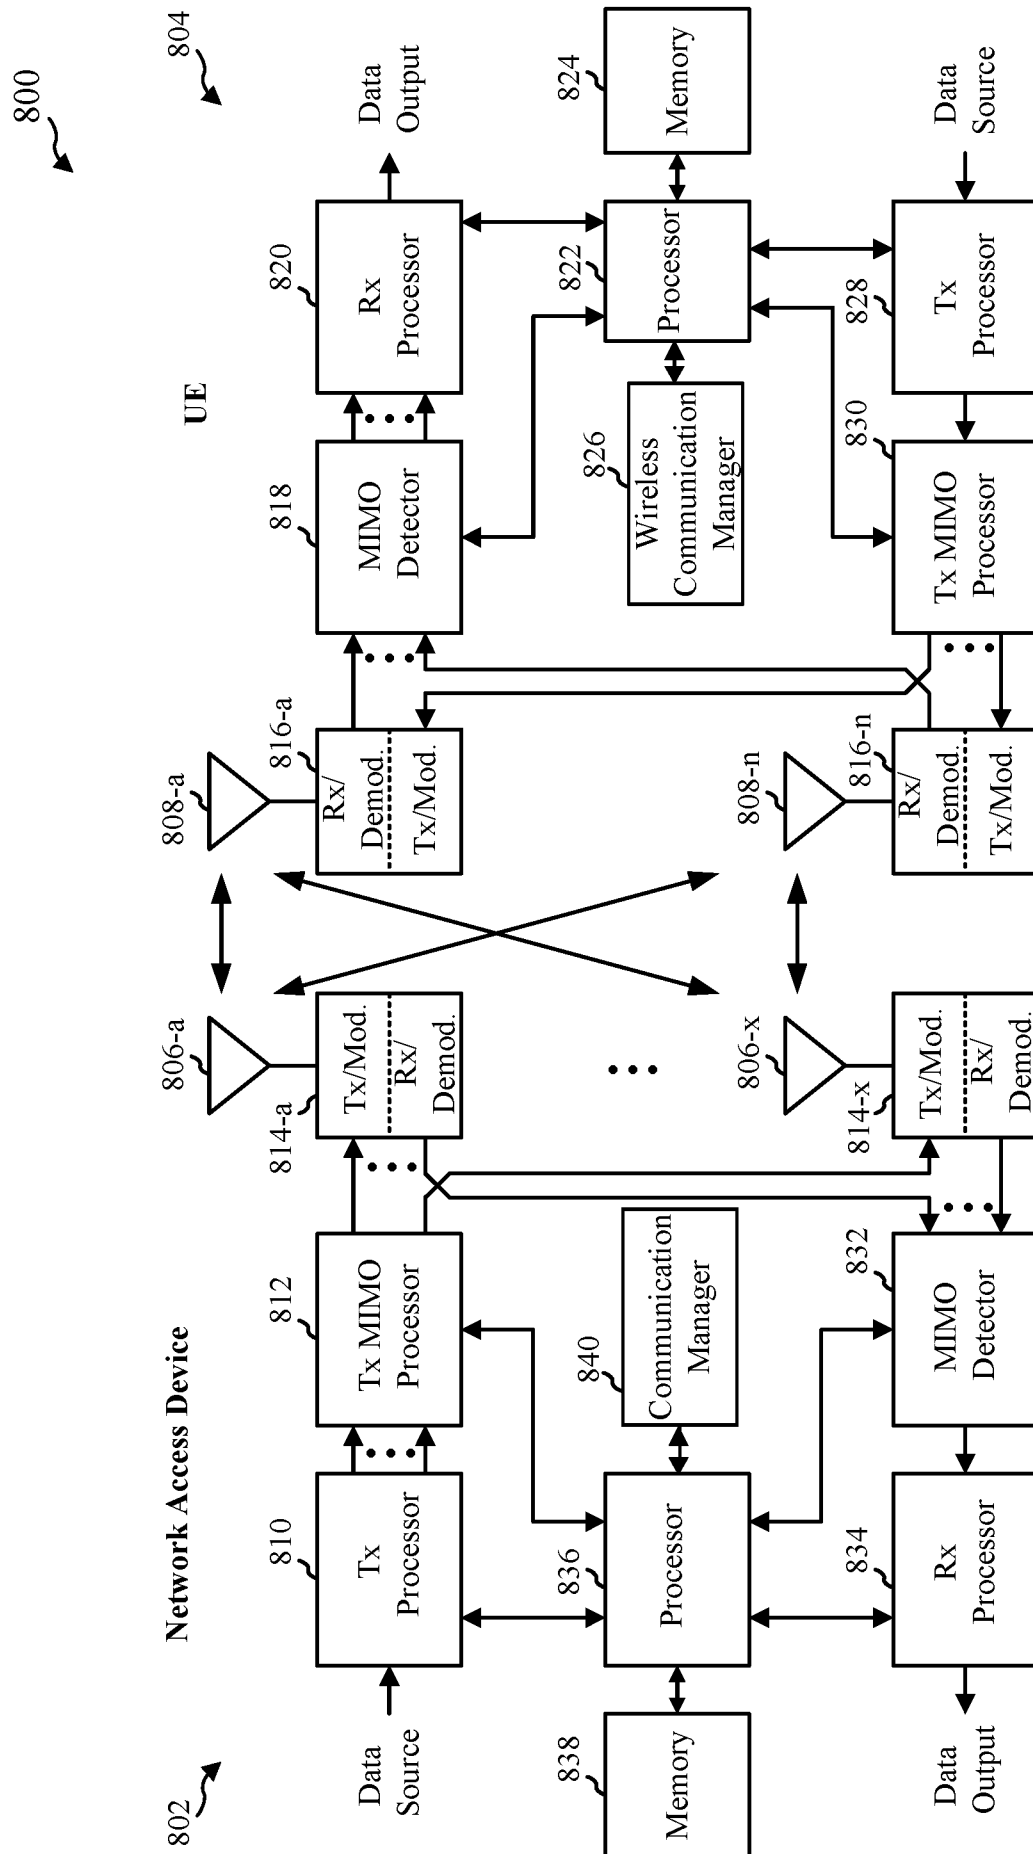 800
802
804
Network Access Device
UE
Data
Source
810
Tx
Processor
812
Tx MIMO
Processor
814-a
Tx/Mod.
Rx/
Demod.
806-a
808-a
816-a
Rx/
Demod.
Tx/Mod.
818
MIMO
Detector
820
Rx
Processor
Data
Output
838
Memory
836
Processor
840
Communication
Manager
826
Wireless
Communication
Manager
822
Processor
824
Memory
Data
Output
834
Rx
Processor
832
MIMO
Detector
814-x
Tx/Mod.
Rx/
Demod.
806-x
808-n
816-n
Rx/
Demod.
Tx/Mod.
830
Tx MIMO
Processor
828
Tx
Processor
Data
Source